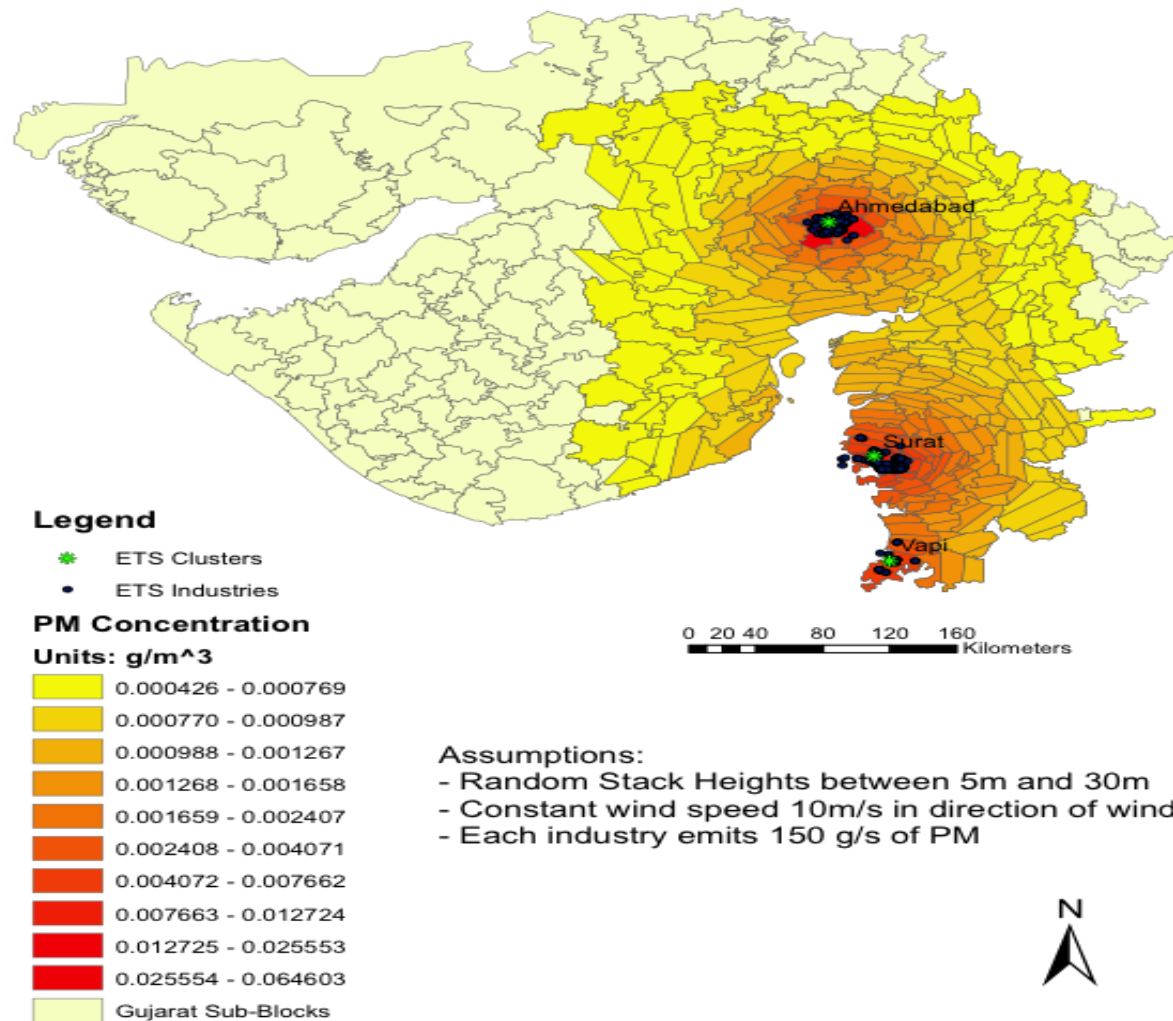 Ahmedabad
Surat
Vapi
Legend
ETS Clusters
ETS Industries
PM Concentration
Units: g/m^3
0.000426 - 0.000769
0.000770 - 0.000987
0.000988 - 0.001267
0.001268 - 0.001658
0.001659 - 0.002407
0.002408 - 0.004071
0.004072 - 0.007662
0.007663 - 0.012724
0.012725 - 0.025553
0.025554 - 0.064603
Gujarat Sub-Blocks
0 20 40 80 120 160
Kilometers
Assumptions:
- Random Stack Heights between 5m and 30m
- Constant wind speed 10m/s in direction of wind
- Each industry emits 150 g/s of PM
N